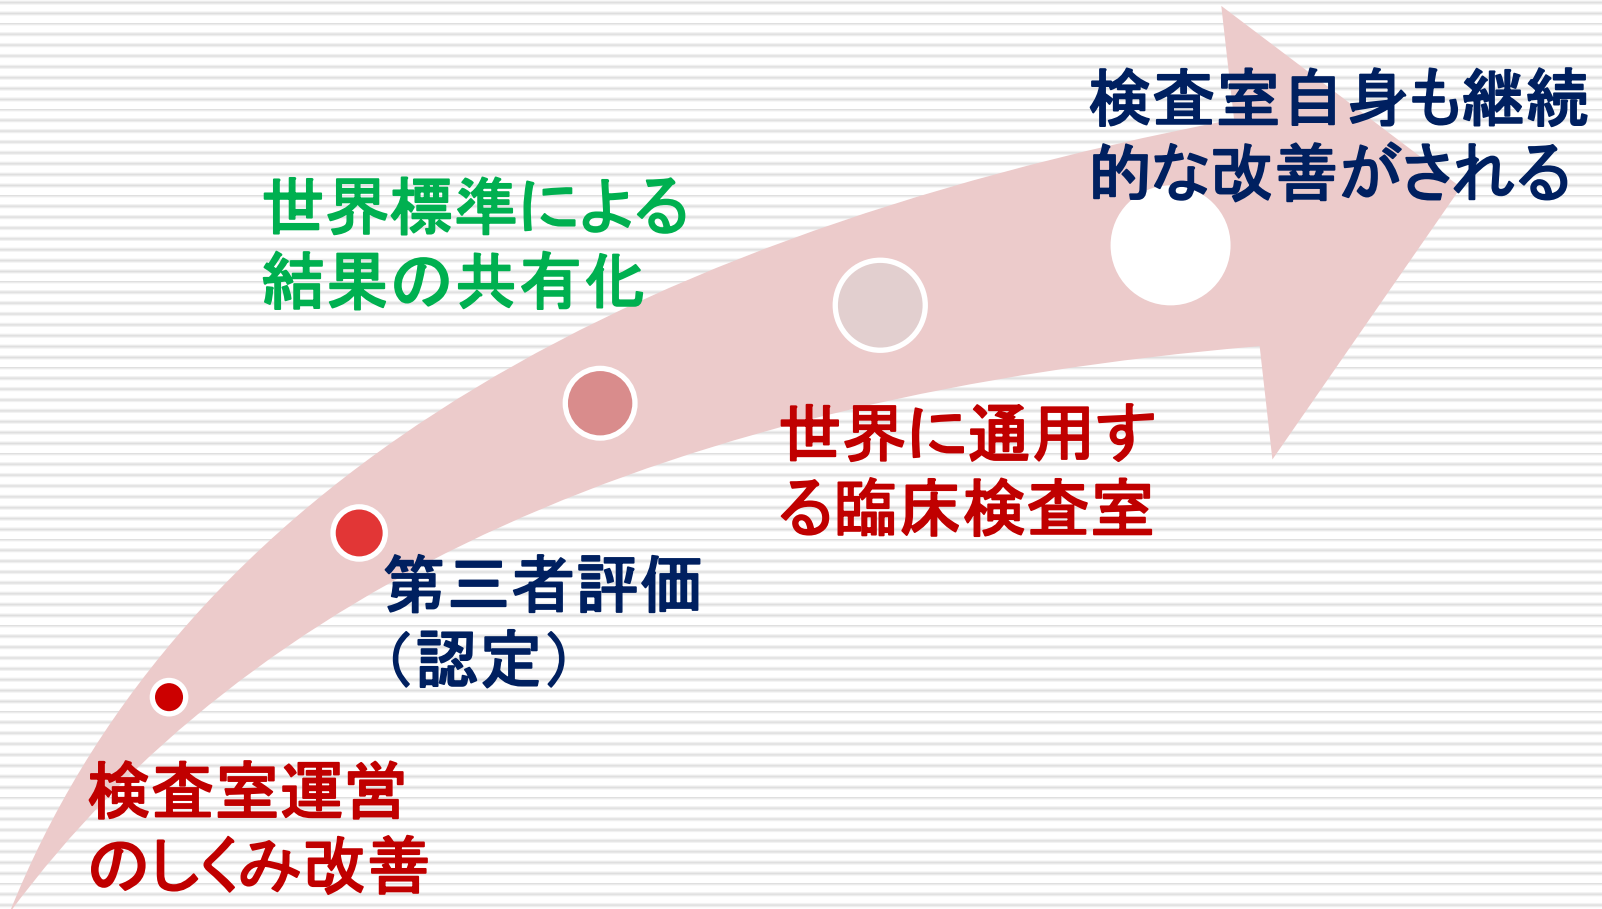 検査室自身も継続
的な改善がされる
世界標準による
結果の共有化
世界に通用す
る臨床検査室
第三者評価
（認定）
検査室運営
のしくみ改善